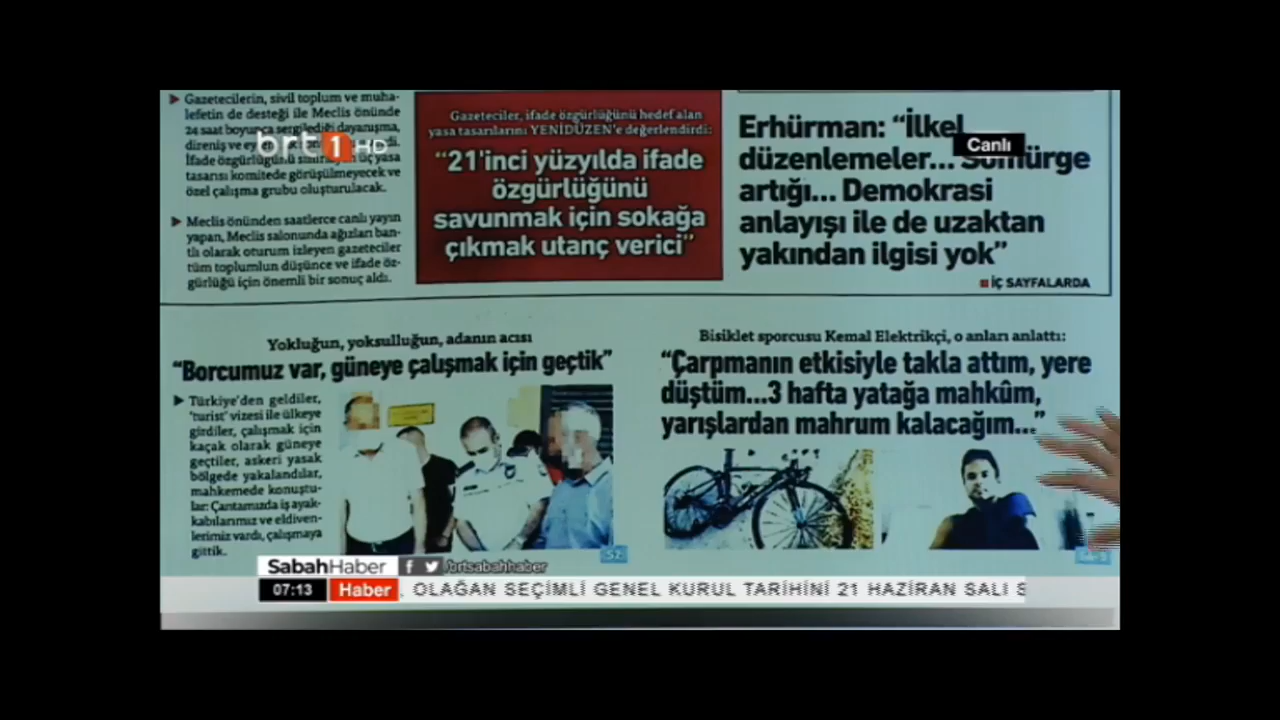 Gazetecilerin, sivil toplum ve muha-
lefetin de desteği ile Meclis önünde
24 saat boyunca sergilediği dayanışma,
direniş ve
İfade özgürlüğünü üç yasa
tasarısı komitede görüşülmeyecek ve
özel çalışma grubu oluşturulacak.
Meclis önünden saatlerce canlı yayın
yapan, Meclis salonunda ağızları ban-
tlı olarak oturum izleyen gazeteciler
tüm toplumlun düşünce ve ifade öz-
gürlüğü için önemli bir sonuç aldı.
brt 1 HD
Gazeteciler, ifade özgürlüğünü hedef alan
yasa tasarılarını YENİDÜZEN'e değerlendirdi:
“21'inci yüzyılda ifade
özgürlüğünü
savunmak için sokağa
çıkmak utanç verici”
Erhürman: “İlkel
düzenlemeler... Sömürge
artığı... Demokrasi
anlayışı ile de uzaktan
yakından ilgisi yok”
İÇ SAYFALARDA
Canlı
Yokluğun, yoksulluğun, adanın acısı
“Borcumuz var, güneye çalışmak için geçtik”
Türkiye'den geldiler,
'turist' vizesi ile ülkeye
girdiler, çalışmak için
kaçak olarak güneye
geçtiler, askeri yasak
bölgede yakalandılar,
mahkemede konuştu-
lar: Çantamızda iş ayak-
kabılarımız ve eldiven-
lerimiz vardı, çalışmaya
gittik.
Bisiklet sporcusu Kemal Elektrikçi, o anları anlattı:
“Çarpmanın etkisiyle takla attım, yere
düştüm...3 hafta yatağa mahkûm,
yarışlardan mahrum kalacağım...”
SabahHaber
f /brtsabahhaber
07:13 Haber . OLAĞAN SEÇİMLİ GENEL KURUL TARİHİNİ 21 HAZİRAN SALI S